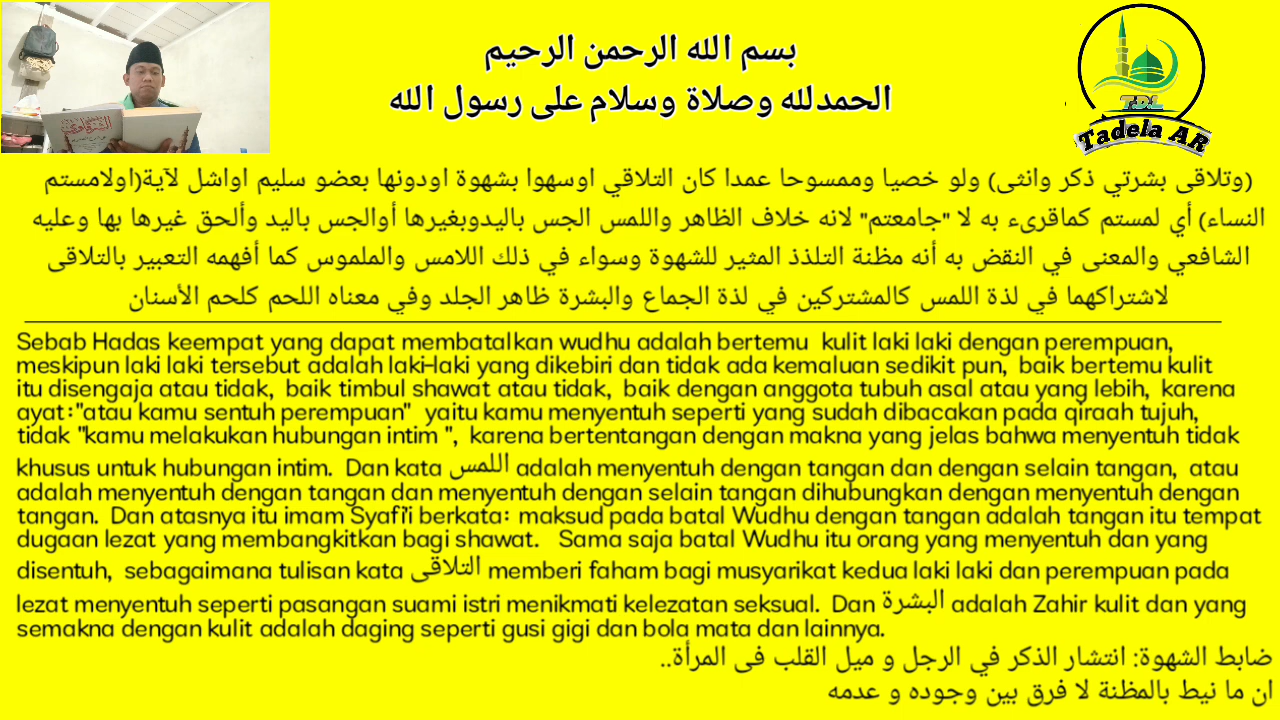 بسم الله الرحمن الرحيم
الحمدلله وصلاة وسلام على رسول الله
الشرقاوي
T.D.L
Tadela AR
(وتلاقى بشرتي ذكر وانثى) ولو خصيا وممسوحا عمدا كان التلاقي اوسهوا بشهوة اودونها بعضو سليم اواشل لآية(اولامستم
النساء) أي لمستم كماقرىء به لا "جامعتم" لانه خلاف الظاهر واللمس الجس باليدوبغيرها أوالجس باليد وألحق غيرها بها وعليه
الشافعي والمعنى في النقض به أنه مظنة التلذذ المثير للشهوة وسواء في ذلك اللامس والملموس كما أفهمه التعبير بالتلاقى
لاشتراكهما في لذة اللمس كالمشتركين في لذة الجماع والبشرة ظاهر الجلد وفي معناه اللحم كلحم الأسنان
Sebab Hadas keempat yang dapat membatalkan wudhu adalah bertemu kulit laki laki dengan perempuan,
meskipun laki laki tersebut adalah laki-laki yang dikebiri dan tidak ada kemaluan sedikit pun, baik bertemu kulit
itu disengaja atau tidak, baik timbul shawat atau tidak, baik dengan anggota tubuh asal atau yang lebih, karena
ayat :"atau kamu sentuh perempuan" yaitu kamu menyentuh seperti yang sudah dibacakan pada qiraah tujuh,
tidak "kamu melakukan hubungan intim ", karena bertentangan dengan makna yang jelas bahwa menyentuh tidak
khusus untuk hubungan intim. Dan kata اللمس adalah menyentuh dengan tangan dan dengan selain tangan, atau
adalah menyentuh dengan tangan dan menyentuh dengan selain tangan dihubungkan dengan menyentuh dengan
tangan. Dan atasnya itu imam Syafi'i berkata: maksud pada batal Wudhu dengan tangan adalah tangan itu tempat
dugaan lezat yang membangkitkan bagi shawat. Sama saja batal Wudhu itu orang yang menyentuh dan yang
disentuh, sebagaimana tulisan kata التلاقى memberi faham bagi musyarikat kedua laki laki dan perempuan pada
lezat menyentuh seperti pasangan suami istri menikmati kelezatan seksual. Dan البشرة adalah Zahir kulit dan yang
semakna dengan kulit adalah daging seperti gusi gigi dan bola mata dan lainnya.
ضابط الشهوة: انتشار الذكر في الرجل و ميل القلب فى المرأة..
ان ما نيط بالمظنة لا فرق بين وجوده و عدمه